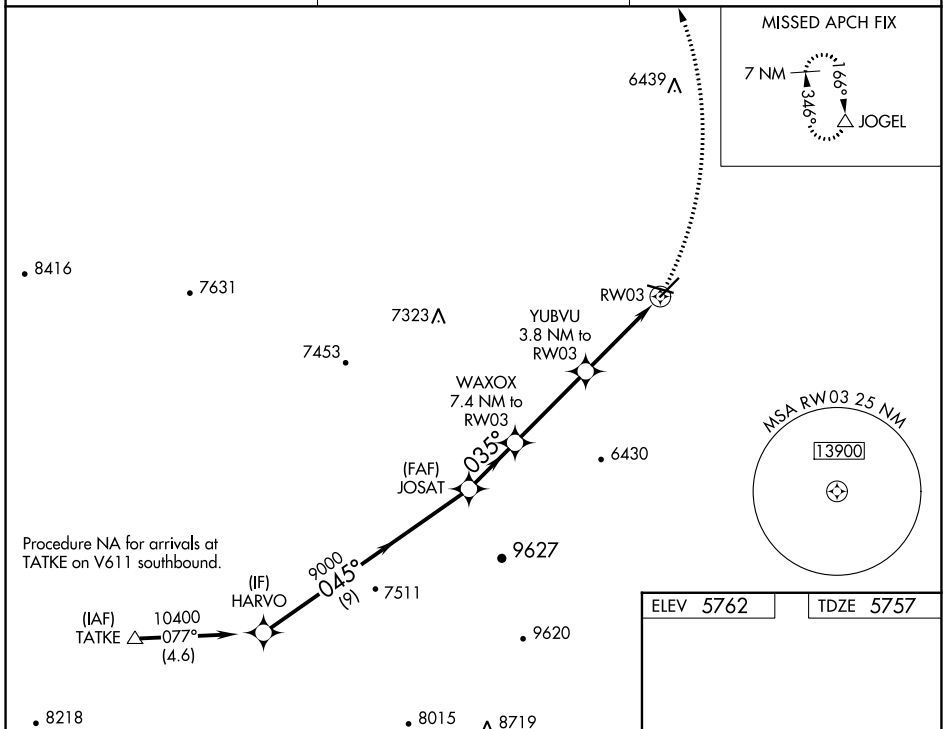 MISSED APCH FIX
7 NM
166°
346°
JOGEL
6439
8416
7631
7323
7453
RW03
YUBVU
3.8 NM to
RW03
WAXOX
7.4 NM to
RW03
035°
(FAF)
JOSAT
6430
MSA RW03 25 NM
13900
Procedure NA for arrivals at
TATKE on V611 southbound.
9627
9000
045°
(9)
7511
(IF)
HARVO
(IAF)
TATKE
10400
077°
(4.6)
9620
ELEV 5762
TDZE 5757
8218
8015
8719